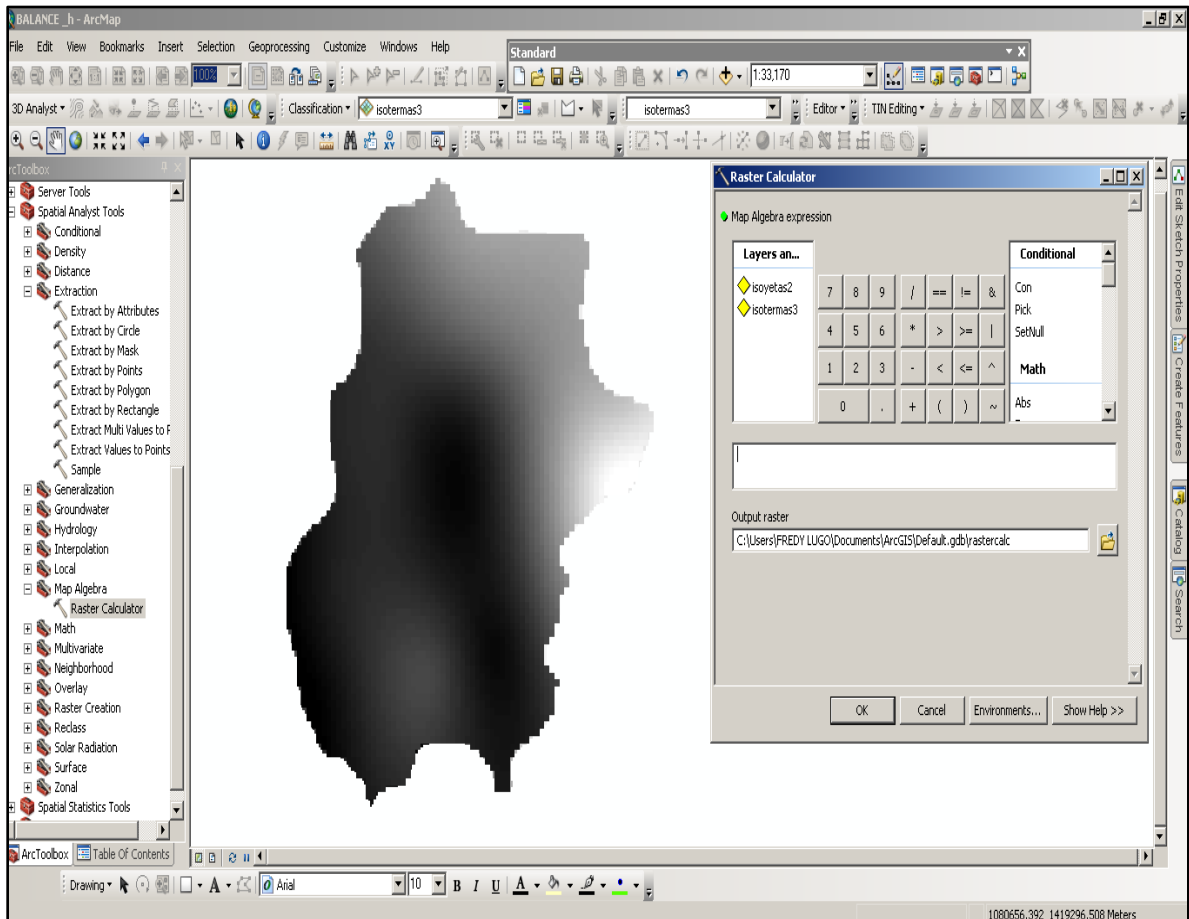 BALANCE _h - ArcMap
File Edit View Bookmarks Insert Selection Geoprocessing Customize Windows Help
Standard
100%
1:33,170
3D Analyst
Classification
isotermas3
isotermas3
Editor
TIN Editing
XY
ArcToolbox
Server Tools
Spatial Analyst Tools
Conditional
Density
Distance
Extraction
Extract by Attributes
Extract by Circle
Extract by Mask
Extract by Points
Extract by Polygon
Extract by Rectangle
Extract Multi Values to P
Extract Values to Points
Sample
Generalization
Groundwater
Hydrology
Interpolation
Local
Map Algebra
Raster Calculator
Math
Multivariate
Neighborhood
Overlay
Raster Creation
Reclass
Solar Radiation
Surface
Zonal
Spatial Statistics Tools
ArcToolbox
Table Of Contents
Raster Calculator
Map Algebra expression
Layers an...
isoyetas2
isotermas3
7 8 9 / == != &
4 5 6 * > >= |
1 2 3 - < <= ^
0 . + ( ) ~
Conditional
Con
Pick
SetNull
Math
Abs
Output raster
C:\Users\FREDY LUGO\Documents\ArcGIS\Default.gdb\rastercalc
OK
Cancel
Environments...
Show Help >>
Edit Sketch Properties
Create Features
Catalog
Search
Drawing
A
Arial
10
B I U A
1080656,392 1419296,508 Meters